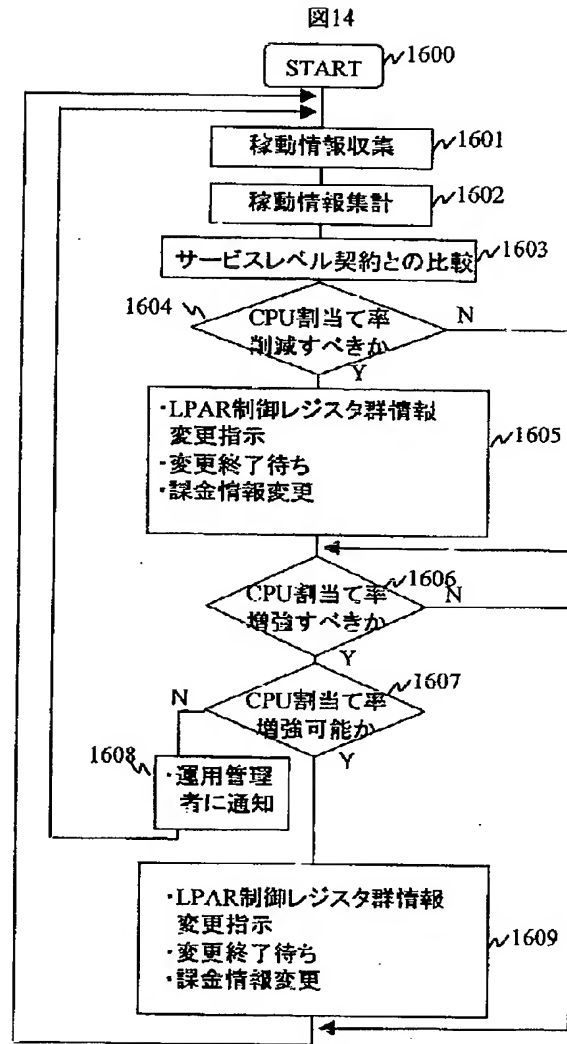 図14
START
1600
稼動情報収集
1601
稼動情報集計
1602
サービスレベル契約との比較
1603
1604
CPU割当て率
削減すべきか
N
Y
・LPAR制御レジスタ群情報
変更指示
・変更終了待ち
・課金情報変更
1605
CPU割当て率
増強すべきか
1606
N
Y
CPU割当て率
増強可能か
1607
N
Y
1608
・運用管理
者に通知
・LPAR制御レジスタ群情報
変更指示
・変更終了待ち
・課金情報変更
1609